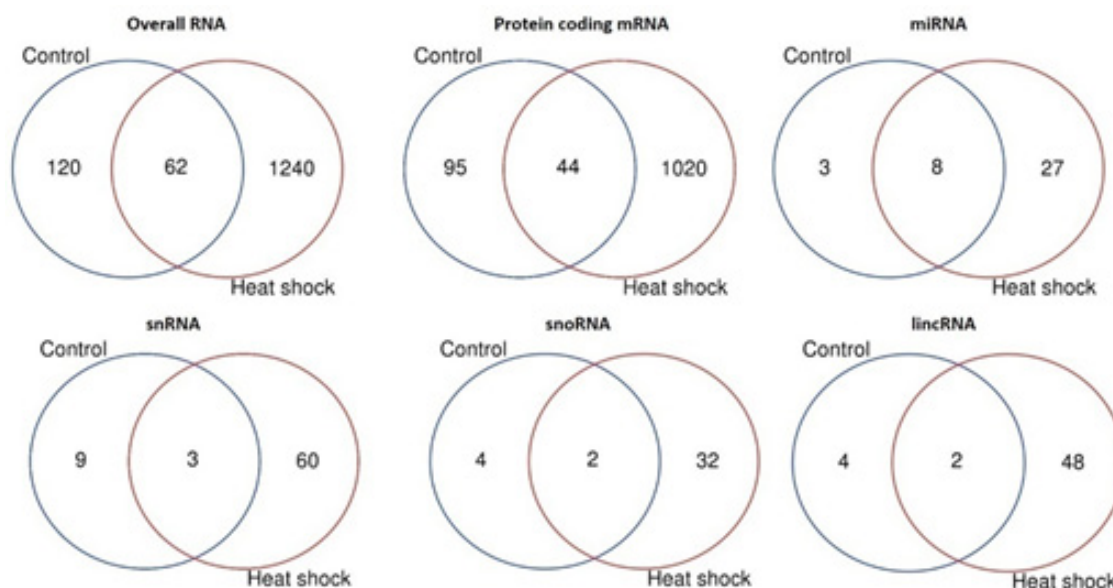 Overall RNA
Protein coding mRNA
miRNA
Control
Control
Control
120 62 1240
95 44 1020
3 8 27
Heat shock
Heat shock
Heat shock
snRNA
snoRNA
lincRNA
Control
Control
Control
9 3 60
4 2 32
4 2 48
Heat shock
Heat shock
Heat shock